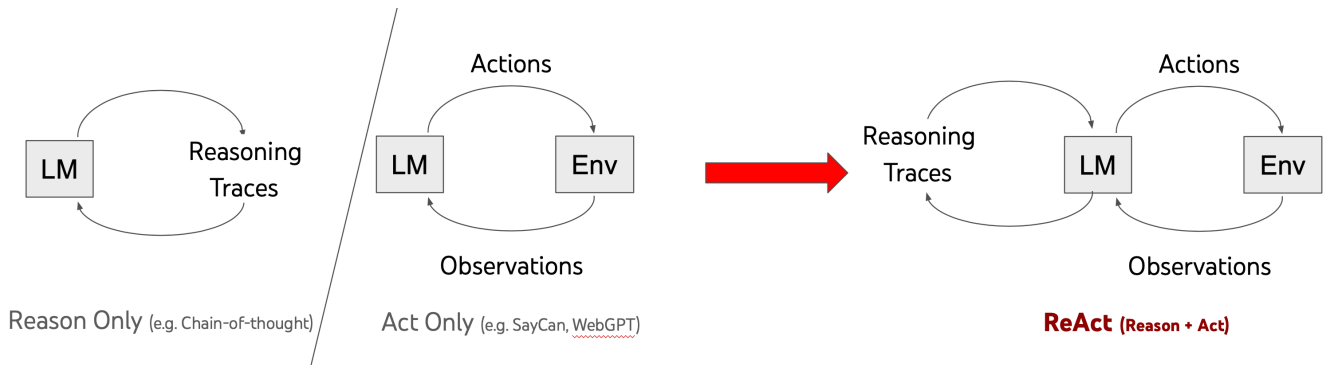 LM
Reasoning
Traces
Reason Only (e.g. Chain-of-thought)
Actions
LM
Env
Observations
Act Only (e.g. SayCan, WebGPT)
Actions
Reasoning
Traces
LM
Env
Observations
ReAct (Reason + Act)